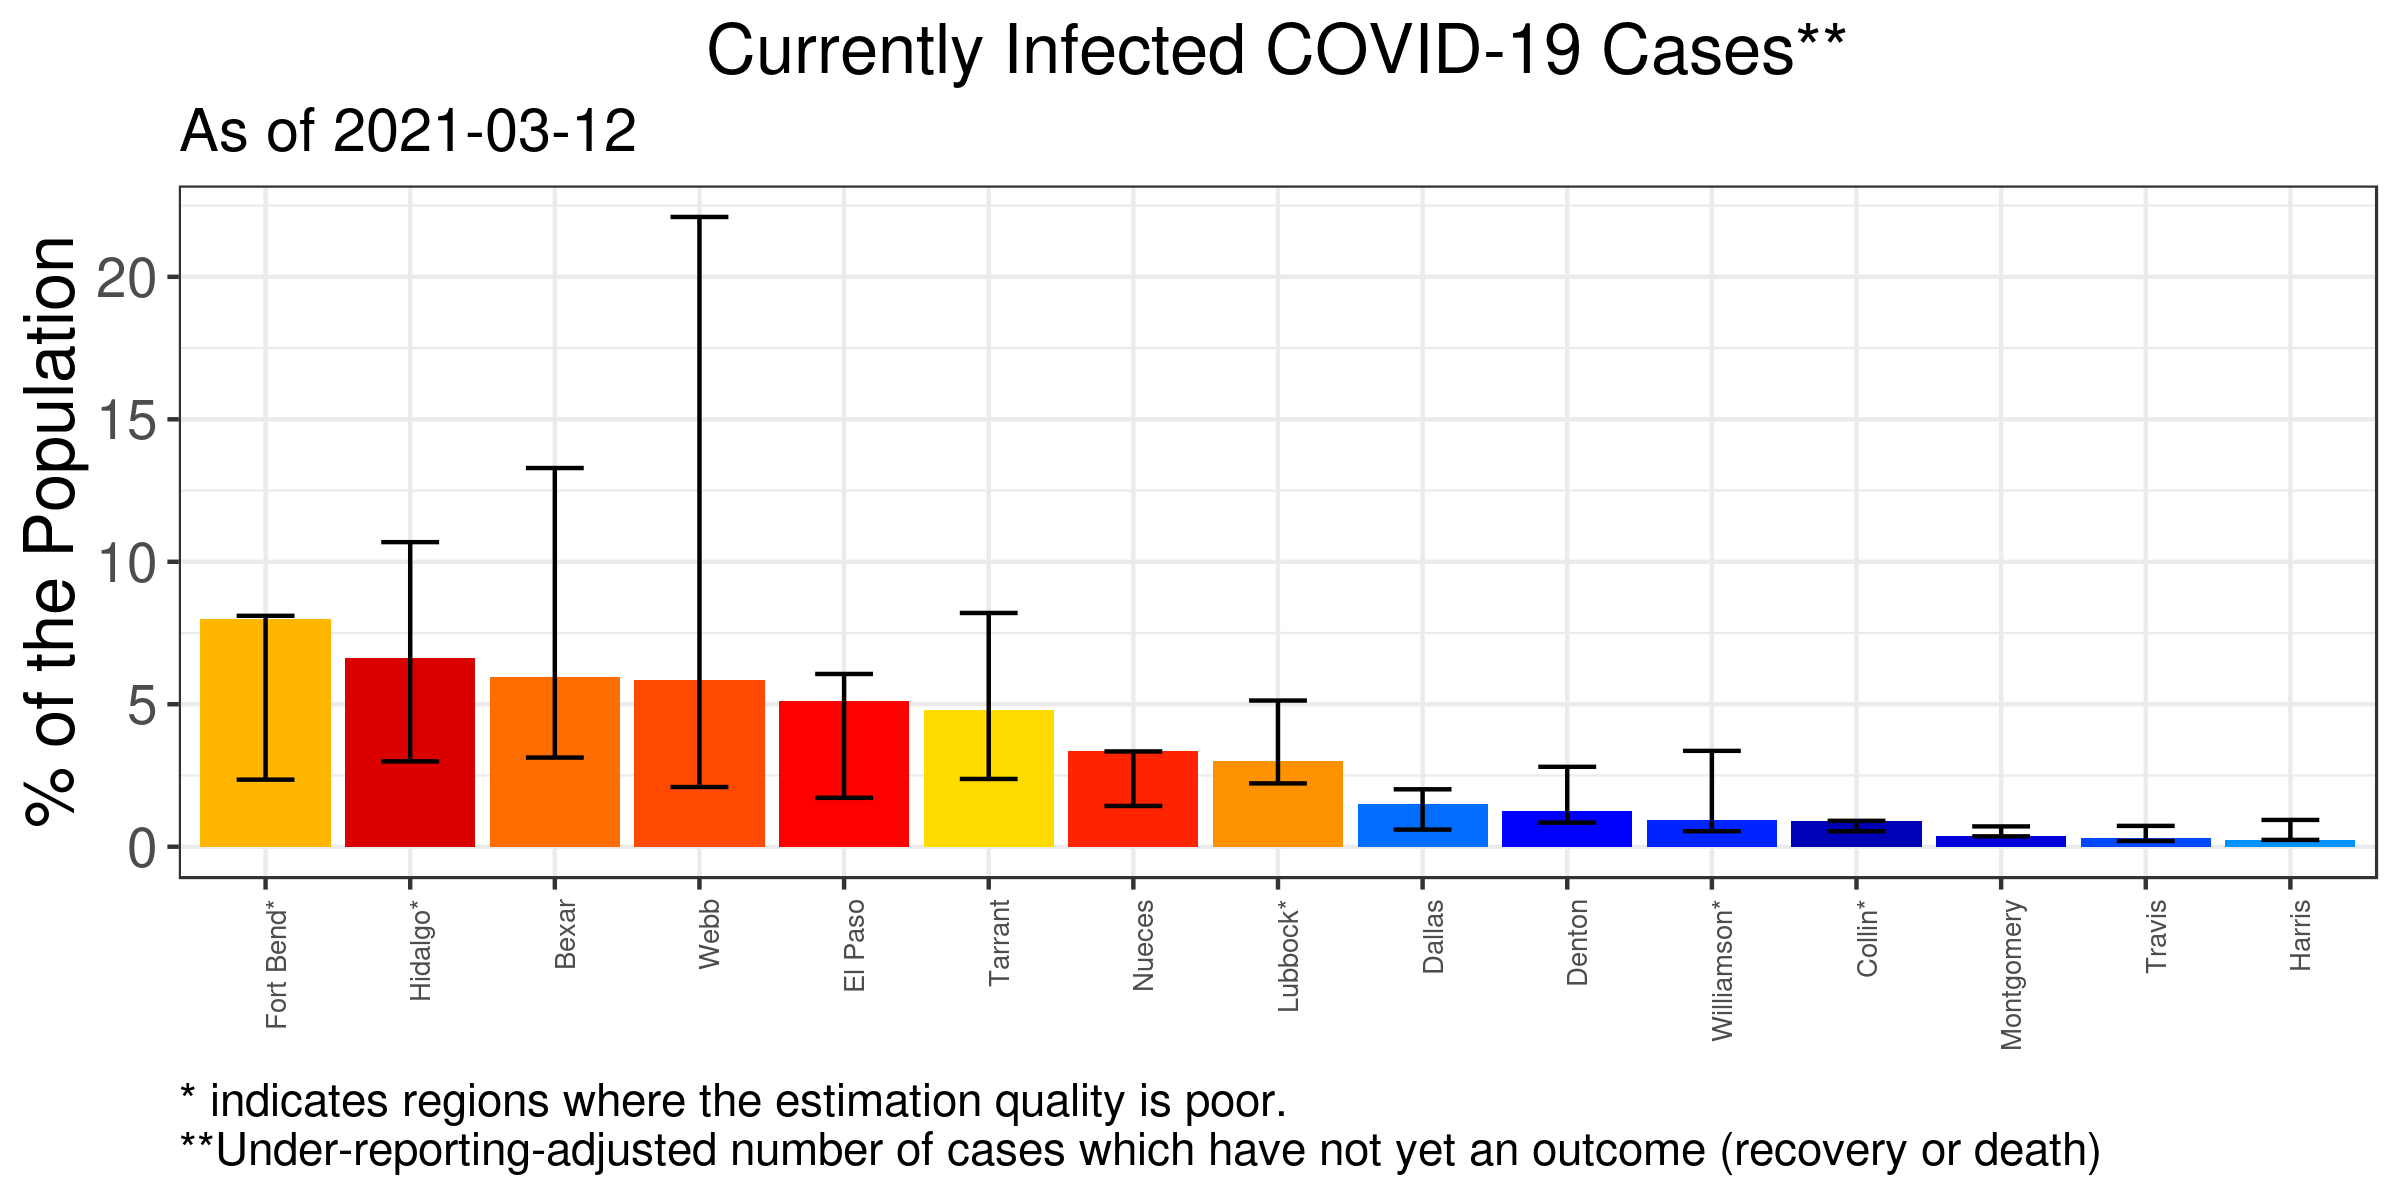 Currently Infected COVID-19 Cases**
As of 2021-03-12
% of the Population
20
15
10
5
0
Fort Bend*
Hidalgo*
Bexar
Webb
El Paso
Tarrant
Nueces
Lubbock*
Dallas
Denton
Williamson*
Collin*
Montgomery
Travis
Harris
* indicates regions where the estimation quality is poor.
**Under-reporting-adjusted number of cases which have not yet an outcome (recovery or death)